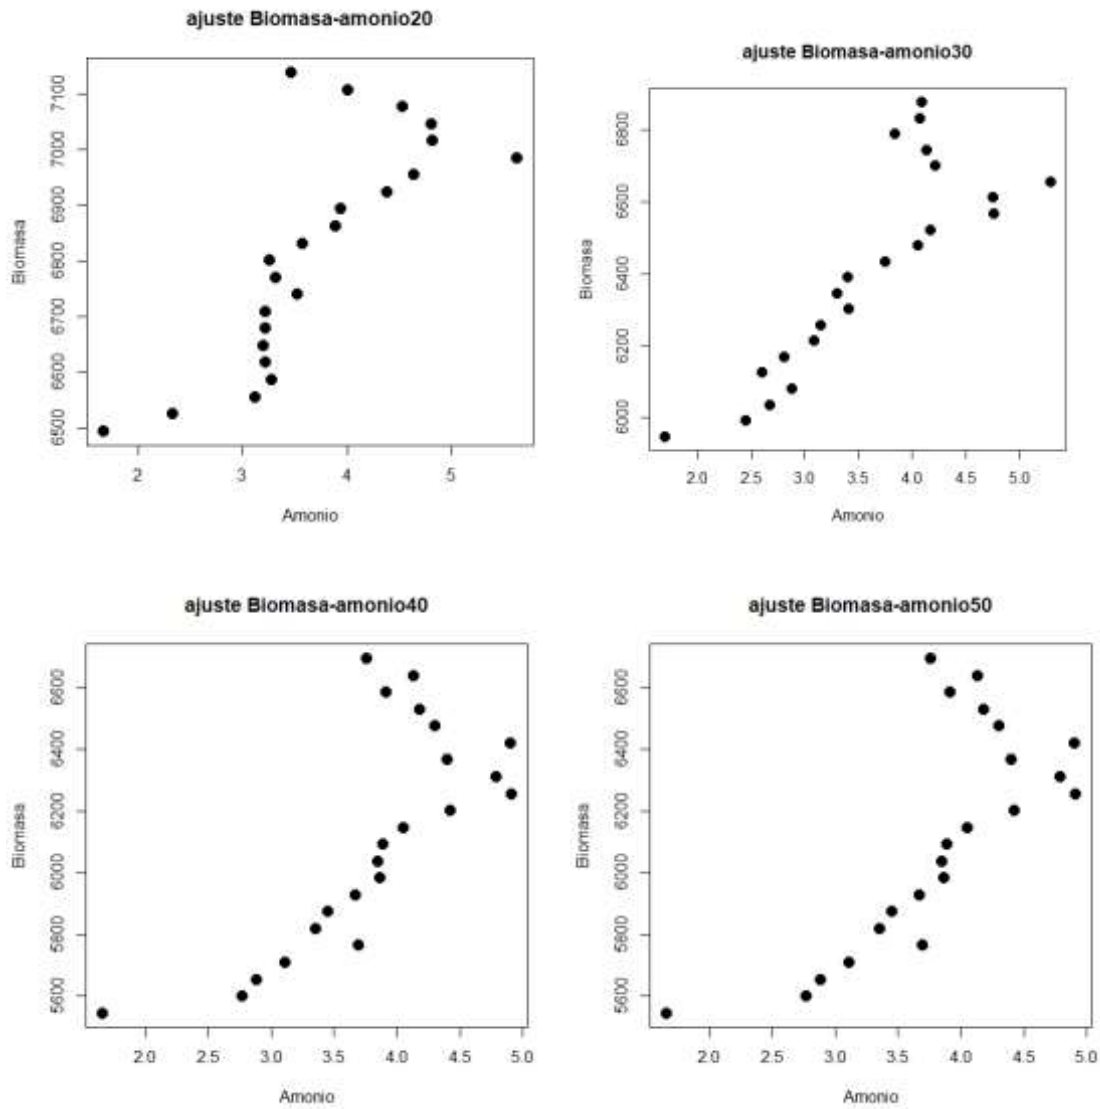 ajuste Biomasa-amonio20
Biomasa
7100
7000
6900
6800
6700
6600
6500
2 3 4 5
Amonio
ajuste Biomasa-amonio30
Biomasa
6800
6600
6400
6200
6000
2.0 2.5 3.0 3.5 4.0 4.5 5.0
Amonio
ajuste Biomasa-amonio40
Biomasa
6600
6400
6200
6000
5800
5600
2.0 2.5 3.0 3.5 4.0 4.5 5.0
Amonio
ajuste Biomasa-amonio50
Biomasa
6600
6400
6200
6000
5800
5600
2.0 2.5 3.0 3.5 4.0 4.5 5.0
Amonio